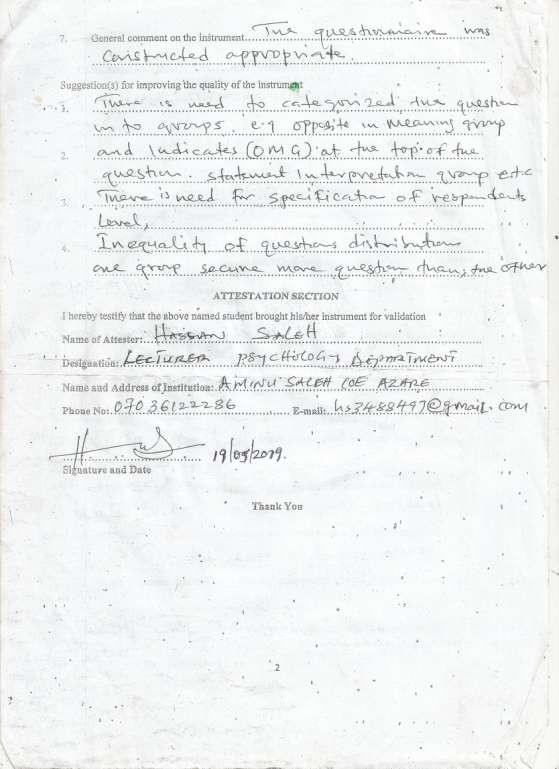 7. General comment on the instrument The questionnaire was
constructed appropriate.
Suggestion(s) for improving the quality of the instrument
1. There is need to categorized the question
in to groups. e.g opposite in meaning group
2. and Indicates (OMG) at the top of the
question. statement Interpretation group etc
3. There is need for specification of respondents
Level,
4. Inequality of questions distribution
one group secure more question than, the other
ATTESTATION SECTION
I hereby testify that the above named student brought his/her instrument for validation
Name of Attester: HASSAN SALEH
Designation: LECTURER PSYCHOLOGY DEPARTMENT
Name and Address of Institution: AMINU SALEH COE AZARE
Phone No: 07036122286 E-mail: hs3488497@gmail.com
19/05/2019.
Signature and Date
Thank You
2